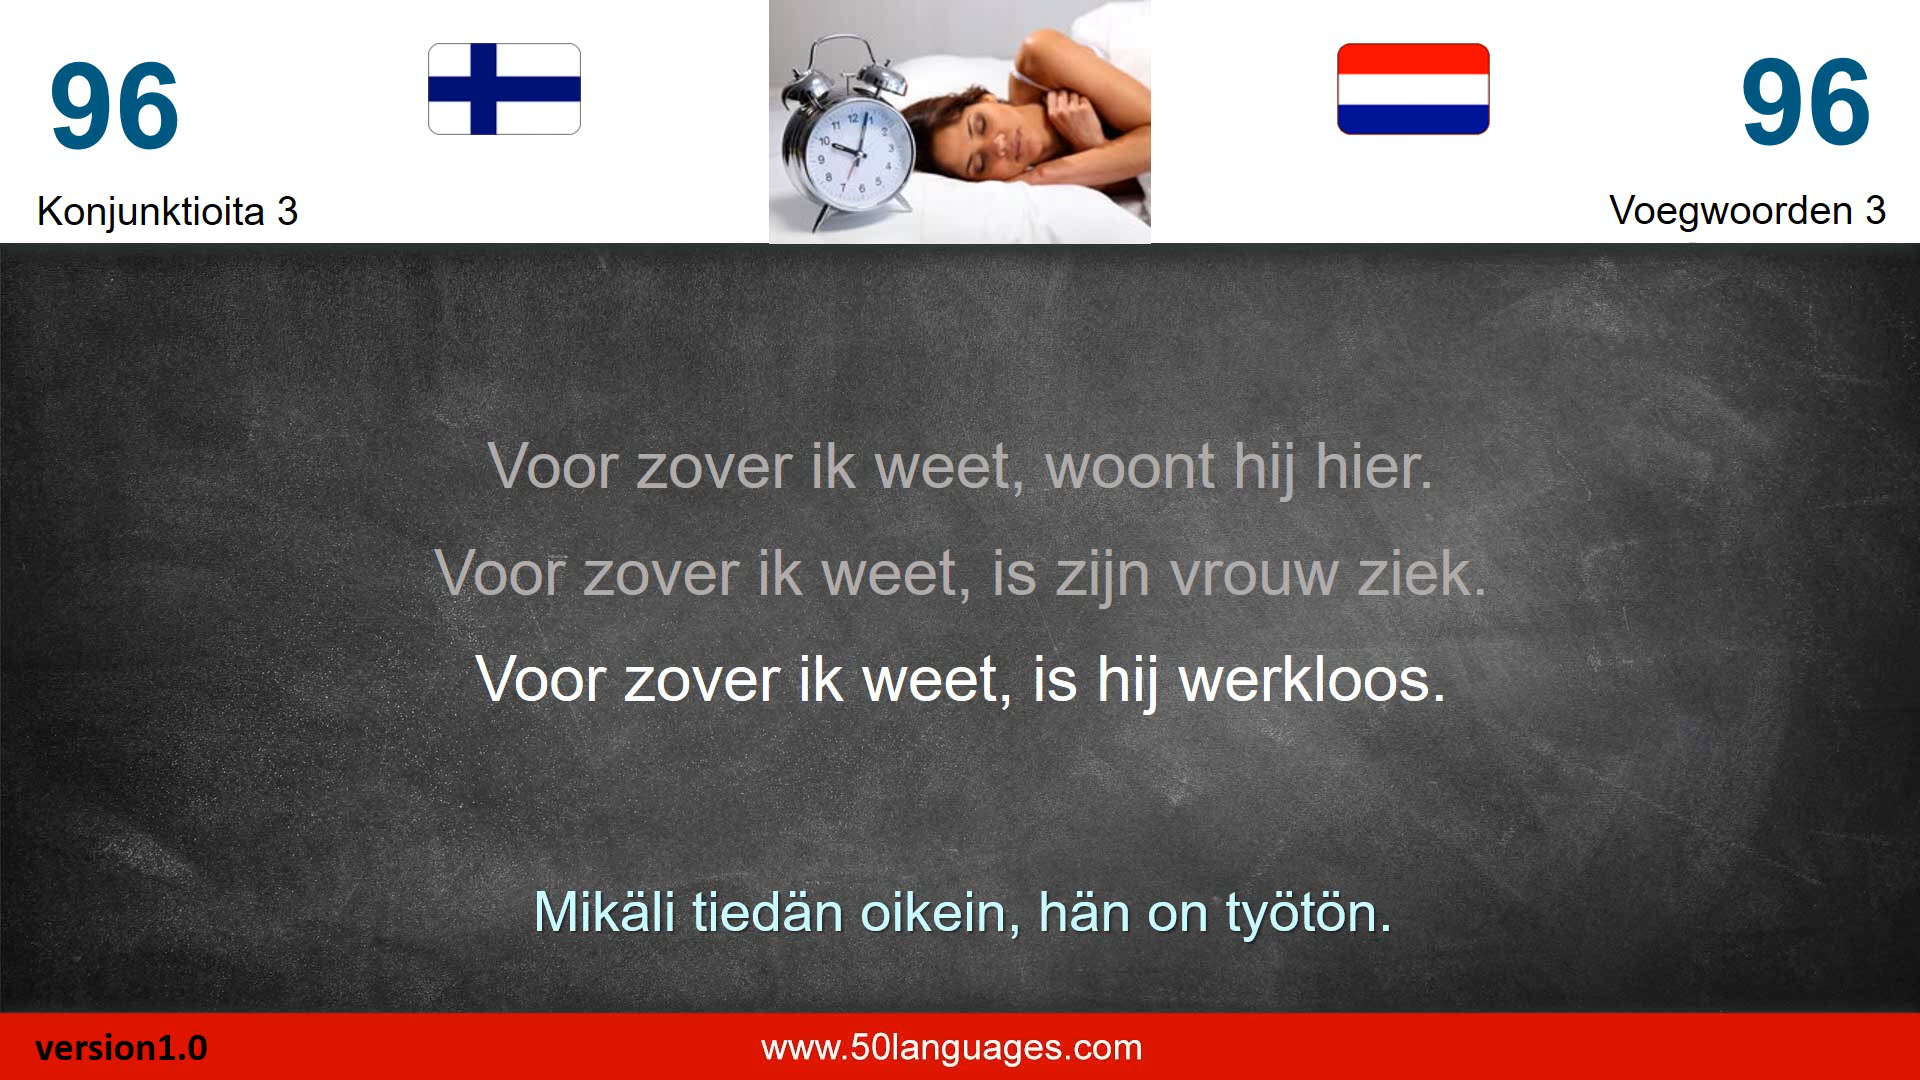 96
96
Konjunktioita 3
Voegwoorden 3
Voor zover ik weet, woont hij hier.
Voor zover ik weet, is zijn vrouw ziek.
Voor zover ik weet, is hij werkloos.
Mikäli tiedän oikein, hän on työtön.
version1.0
www.50languages.com